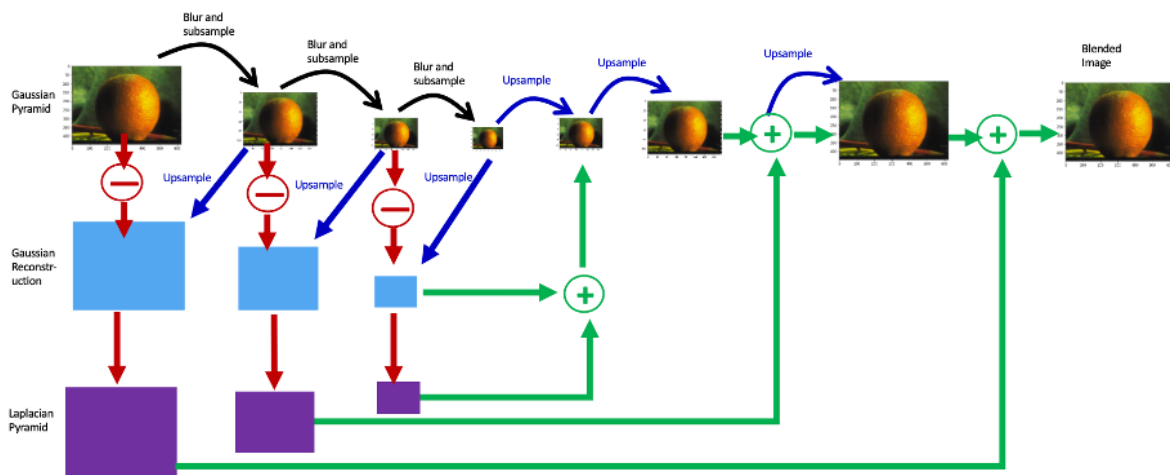 Blur and
subsample
Blur and
subsample
Blur and
subsample
Upsample
Upsample
Upsample
Blended
Image
Gaussian
Pyramid
Upsample
Upsample
Upsample
Gaussian
Reconstr-
uction
Laplacian
Pyramid